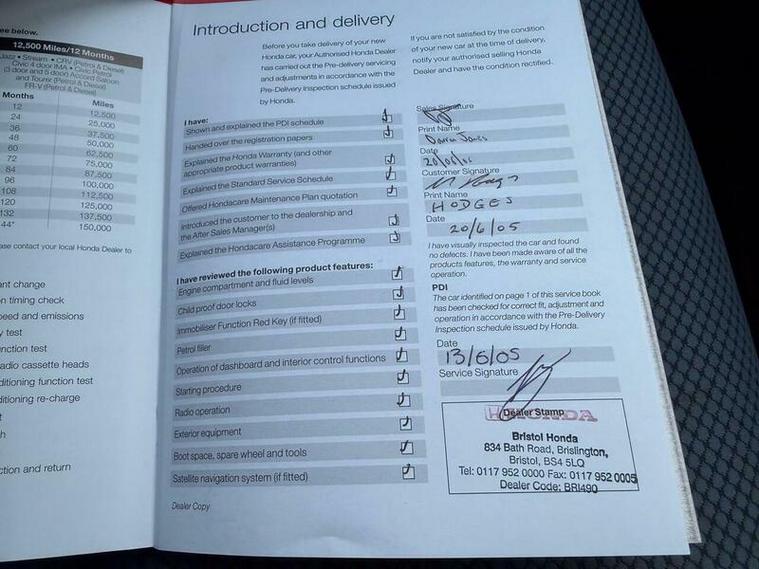 ee below.
12,500 Miles/12 Months
Jazz • Stream • CRV (Petrol & Diesel)
Civic 4 door IMA • Civic Petrol
(3 door and 5 door) Accord Saloon
and Tourer (Petrol & Diesel)
FR-V (Petrol & Diesel)
Months Miles
12 12,500
24 25,000
36 37,500
48 50,000
60 62,500
72 75,000
84 87,500
96 100,000
108 112,500
120 125,000
132 137,500
44* 150,000
ase contact your local Honda Dealer to
ant change
n timing check
peed and emissions
y test
nction test
adio cassette heads
ditioning function test
ditioning re-charge
t
h
ction and return
Introduction and delivery
Before you take delivery of your new
Honda car, your Authorised Honda Dealer
has carried out the Pre-delivery servicing
and adjustments in accordance with the
Pre-Delivery Inspection schedule issued
by Honda.
If you are not satisfied by the condition
of your new car at the time of delivery,
notify your authorised selling Honda
Dealer and have the condition rectified.
I have:
Shown and explained the PDI schedule
Handed over the registration papers
Explained the Honda Warranty (and other
appropriate product warranties)
Explained the Standard Service Schedule
Offered Hondacare Maintenance Plan quotation
Introduced the customer to the dealership and
the After Sales Manager(s)
Explained the Hondacare Assistance Programme
I have reviewed the following product features:
Engine compartment and fluid levels
Child proof door locks
Immobiliser Function Red Key (if fitted)
Petrol filler
Operation of dashboard and interior control functions
Starting procedure
Radio operation
Exterior equipment
Boot space, spare wheel and tools
Satellite navigation system (if fitted)
Dealer Copy
Sales Signature
Print Name
Date
Customer Signature
Print Name
HODGES
Date
20/6/05
I have visually inspected the car and found
no defects. I have been made aware of all the
products features, the warranty and service
operation.
PDI
The car identified on page 1 of this service book
has been checked for correct fit, adjustment and
operation in accordance with the Pre-Delivery
Inspection schedule issued by Honda.
Date
13/6/05
Service Signature
HONDA
Dealer Stamp
Bristol Honda
834 Bath Road, Brislington,
Bristol, BS4 5LQ
Tel: 0117 952 0000 Fax: 0117 952 0005
Dealer Code: BRI490